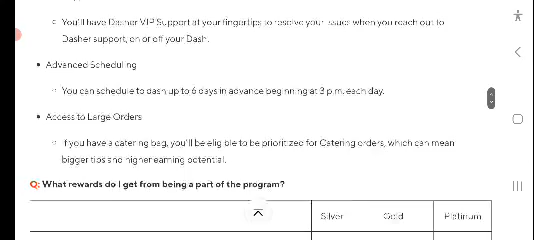 You'll have Dasher VIP Support at your fingertips to resolve your issue when you reach out to
Dasher support, on or off your Dash.
Advanced Scheduling
You can schedule to dash up to 6 days in advance beginning at 3 p.m. each day.
Access to Large Orders
If you have a catering bag, you'll be eligible to be prioritized for Catering orders, which can mean
bigger tips and higher earning potential.
Q: What rewards do I get from being a part of the program?
Silver Gold Platinum